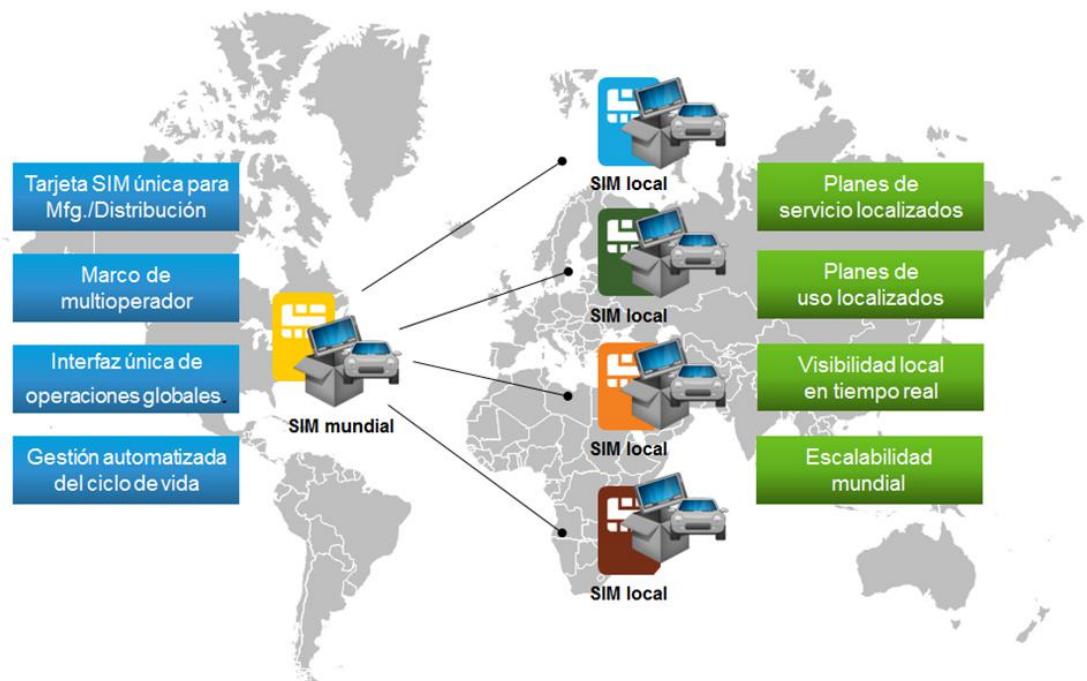 Tarjeta SIM única para
Mfg./Distribución
Marco de
multioperador
Interfaz única de
operaciones globales.
Gestión automatizada
del ciclo de vida
SIM mundial
SIM local
SIM local
SIM local
SIM local
Planes de
servicio localizados
Planes de
uso localizados
Visibilidad local
en tiempo real
Escalabilidad
mundial